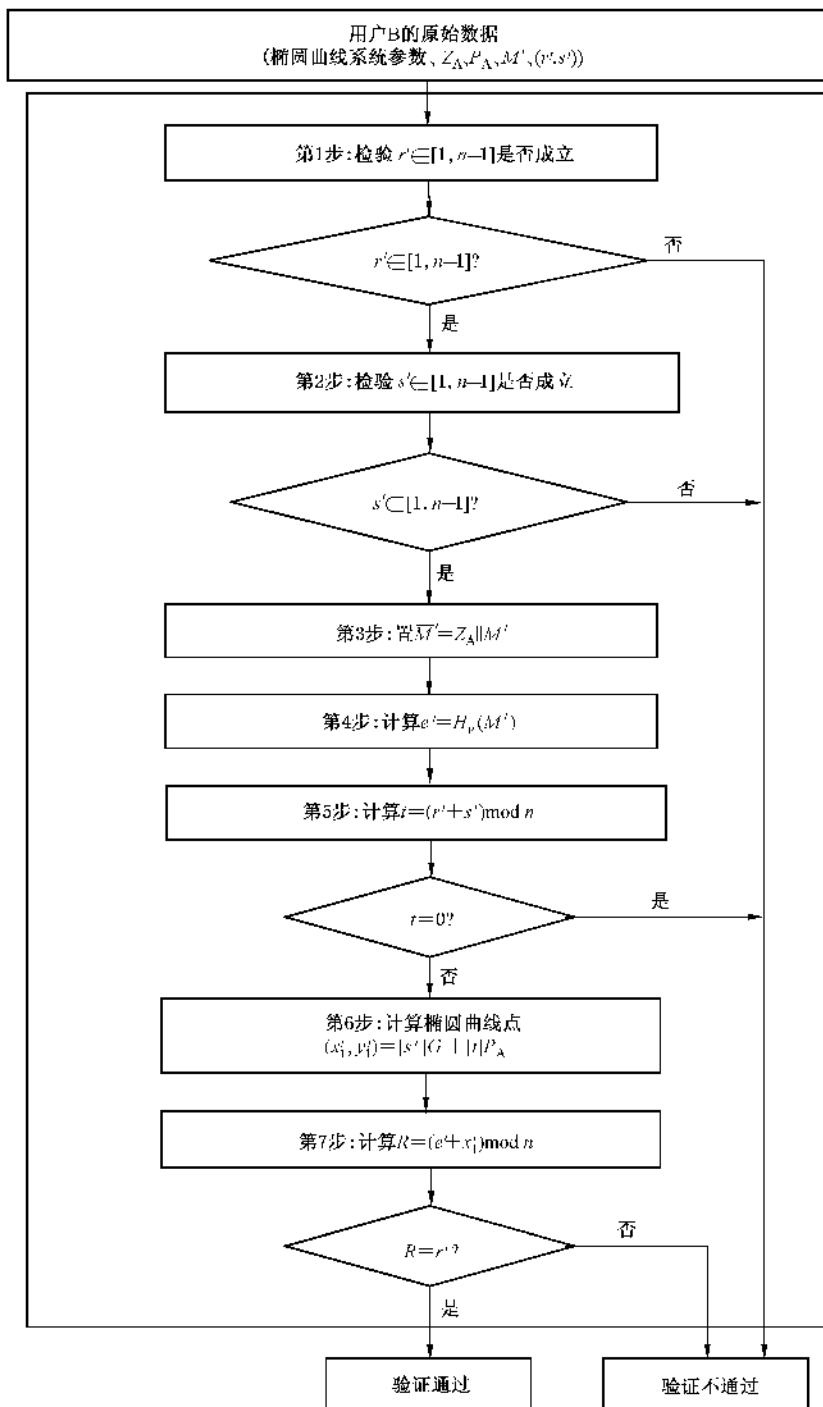 用户B的原始数据
(椭圆曲线系统参数、Z_A、P_A、M′、(r′,s′))
第1步:检验r′∈[1,n−1]是否成立
r′∈[1,n−1]?
否
是
第2步:检验s′∈[1,n−1]是否成立
s′∈[1,n−1]?
否
是
第3步:置M̅′=Z_A||M′
第4步:计算e′=H_v(M′)
第5步:计算t=(r′+s′)mod n
t=0?
是
否
第6步:计算椭圆曲线点
(x′₁,y′₁)=[s′]G+[t]P_A
第7步:计算R=(e′+x′₁)mod n
R=r′?
否
是
验证通过
验证不通过